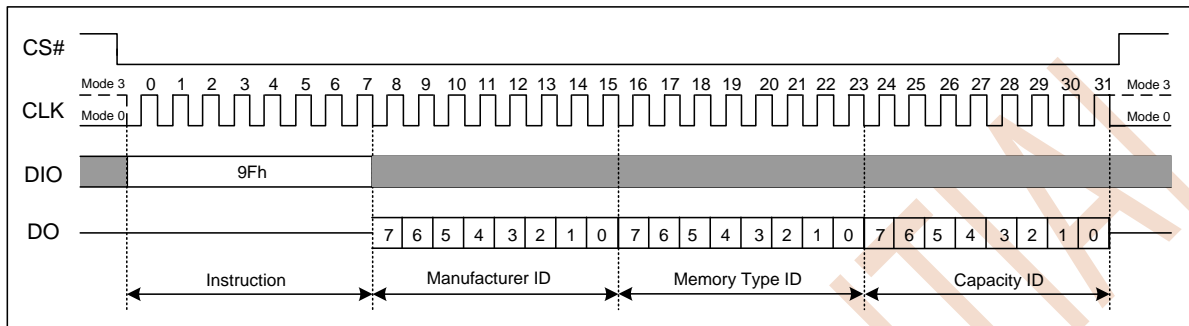 CS#
Mode 3 0 1 2 3 4 5 6 7 8 9 10 11 12 13 14 15 16 17 18 19 20 21 22 23 24 25 26 27 28 29 30 31 Mode 3
CLK
Mode 0 Mode 0
DIO 9Fh
DO 7 6 5 4 3 2 1 0 7 6 5 4 3 2 1 0 7 6 5 4 3 2 1 0
Instruction Manufacturer ID Memory Type ID Capacity ID